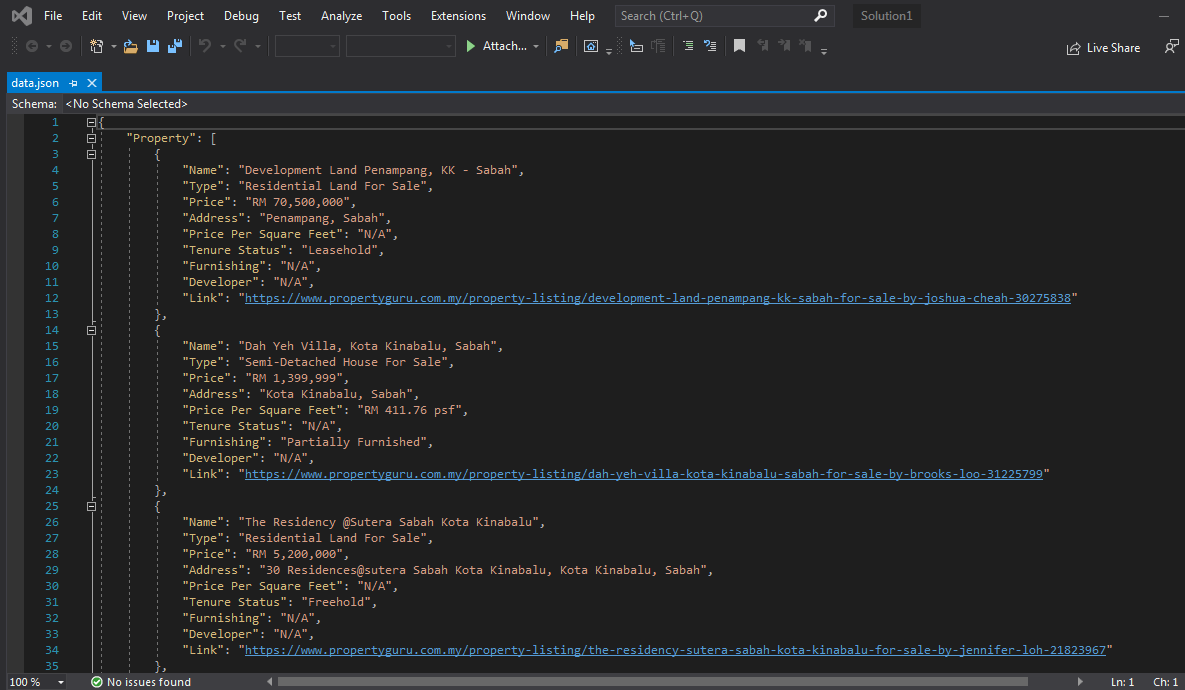 File Edit View Project Debug Test Analyze Tools Extensions Window Help Search (Ctrl+Q) Solution1
Attach... Live Share
data.json
Schema: <No Schema Selected>
1 {
2 "Property": [
3 {
4 "Name": "Development Land Penampang, KK - Sabah",
5 "Type": "Residential Land For Sale",
6 "Price": "RM 70,500,000",
7 "Address": "Penampang, Sabah",
8 "Price Per Square Feet": "N/A",
9 "Tenure Status": "Leasehold",
10 "Furnishing": "N/A",
11 "Developer": "N/A",
12 "Link": "https://www.propertyguru.com.my/property-listing/development-land-penampang-kk-sabah-for-sale-by-joshua-cheah-30275838"
13 },
14 {
15 "Name": "Dah Yeh Villa, Kota Kinabalu, Sabah",
16 "Type": "Semi-Detached House For Sale",
17 "Price": "RM 1,399,999",
18 "Address": "Kota Kinabalu, Sabah",
19 "Price Per Square Feet": "RM 411.76 psf",
20 "Tenure Status": "N/A",
21 "Furnishing": "Partially Furnished",
22 "Developer": "N/A",
23 "Link": "https://www.propertyguru.com.my/property-listing/dah-yeh-villa-kota-kinabalu-sabah-for-sale-by-brooks-loo-31225799"
24 },
25 {
26 "Name": "The Residency @Sutera Sabah Kota Kinabalu",
27 "Type": "Residential Land For Sale",
28 "Price": "RM 5,200,000",
29 "Address": "30 Residences@sutera Sabah Kota Kinabalu, Kota Kinabalu, Sabah",
30 "Price Per Square Feet": "N/A",
31 "Tenure Status": "Freehold",
32 "Furnishing": "N/A",
33 "Developer": "N/A",
34 "Link": "https://www.propertyguru.com.my/property-listing/the-residency-sutera-sabah-kota-kinabalu-for-sale-by-jennifer-loh-21823967"
35 },
100 % No issues found Ln: 1 Ch: 1